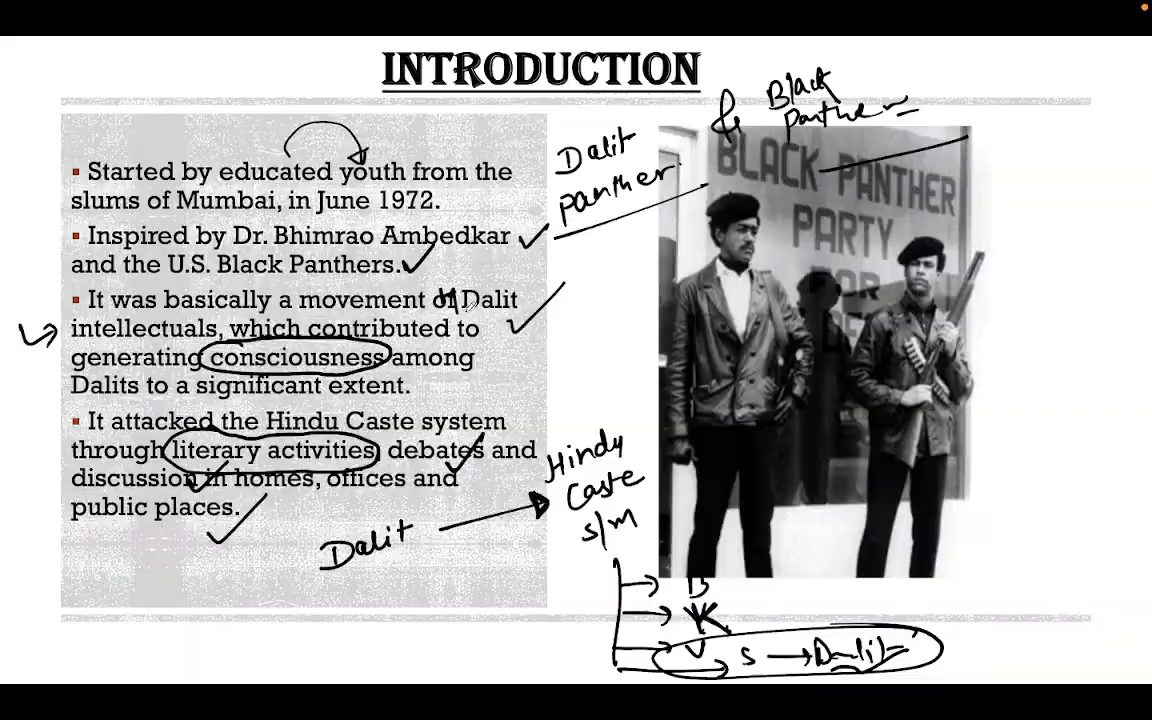 INTRODUCTION
▪ Started by educated youth from the
slums of Mumbai, in June 1972.
▪ Inspired by Dr. Bhimrao Ambedkar
and the U.S. Black Panthers.
▪ It was basically a movement of Dalit
intellectuals, which contributed to
generating consciousness among
Dalits to a significant extent.
▪ It attacked the Hindu Caste system
through literary activities, debates and
discussion in homes, offices and
public places.
Dalit
panther
& Black
Panther
BLACK PANTHER
PARTY
FOR
Dalit
Hindu
Caste
s/m
B
K
V
S → Dalit